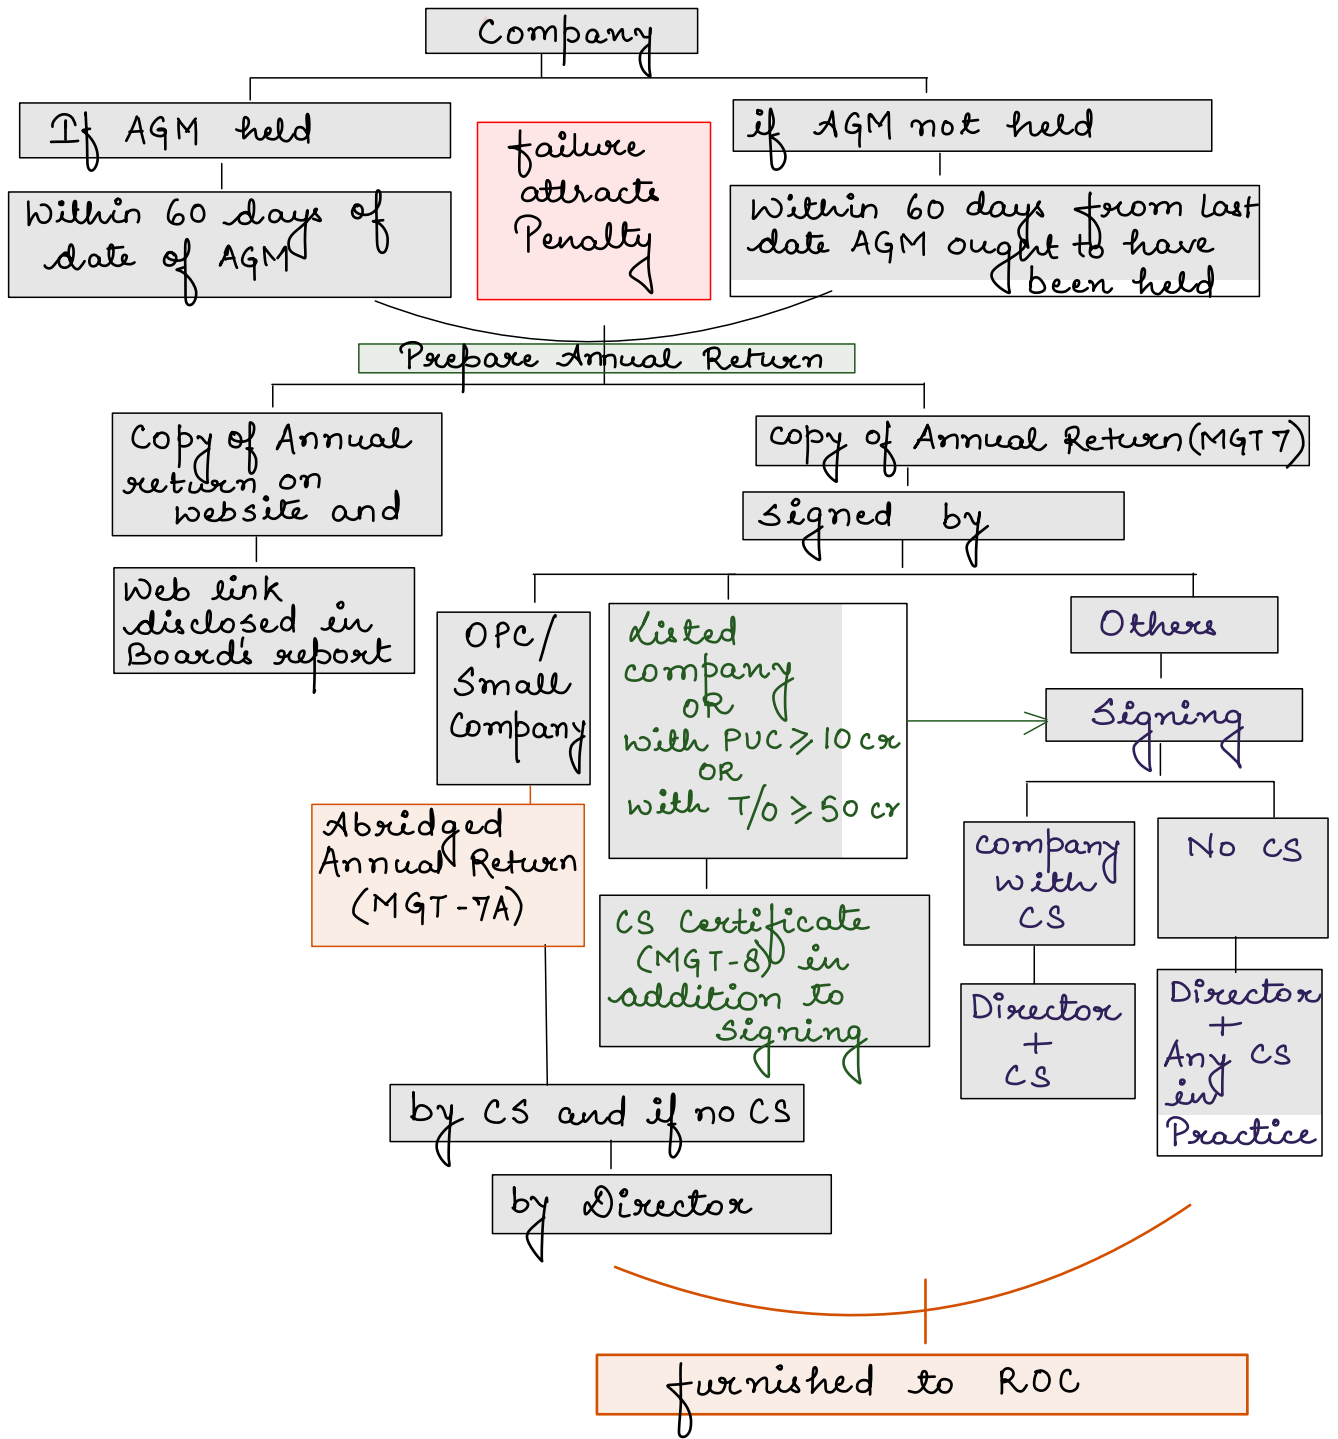 Company
If AGM held
if AGM not held
failure
attracts
Penalty
Within 60 days of
date of AGM
Within 60 days from last
date AGM ought to have
been held
Prepare Annual Return
Copy of Annual
return on
website and
Web link
disclosed in
Board's report
copy of Annual Return (MGT 7)
signed by
OPC/
Small
Company
Abridged
Annual Return
(MGT-7A)
by CS and if no CS
by Director
Listed
company
OR
with PUC ⩾ 10 cr
OR
with T/O ⩾ 50 cr
CS Certificate
(MGT-8) in
addition to
signing
Others
Signing
Company
with
CS
Director
+
CS
No CS
Director
+
Any CS
in
Practice
furnished to ROC